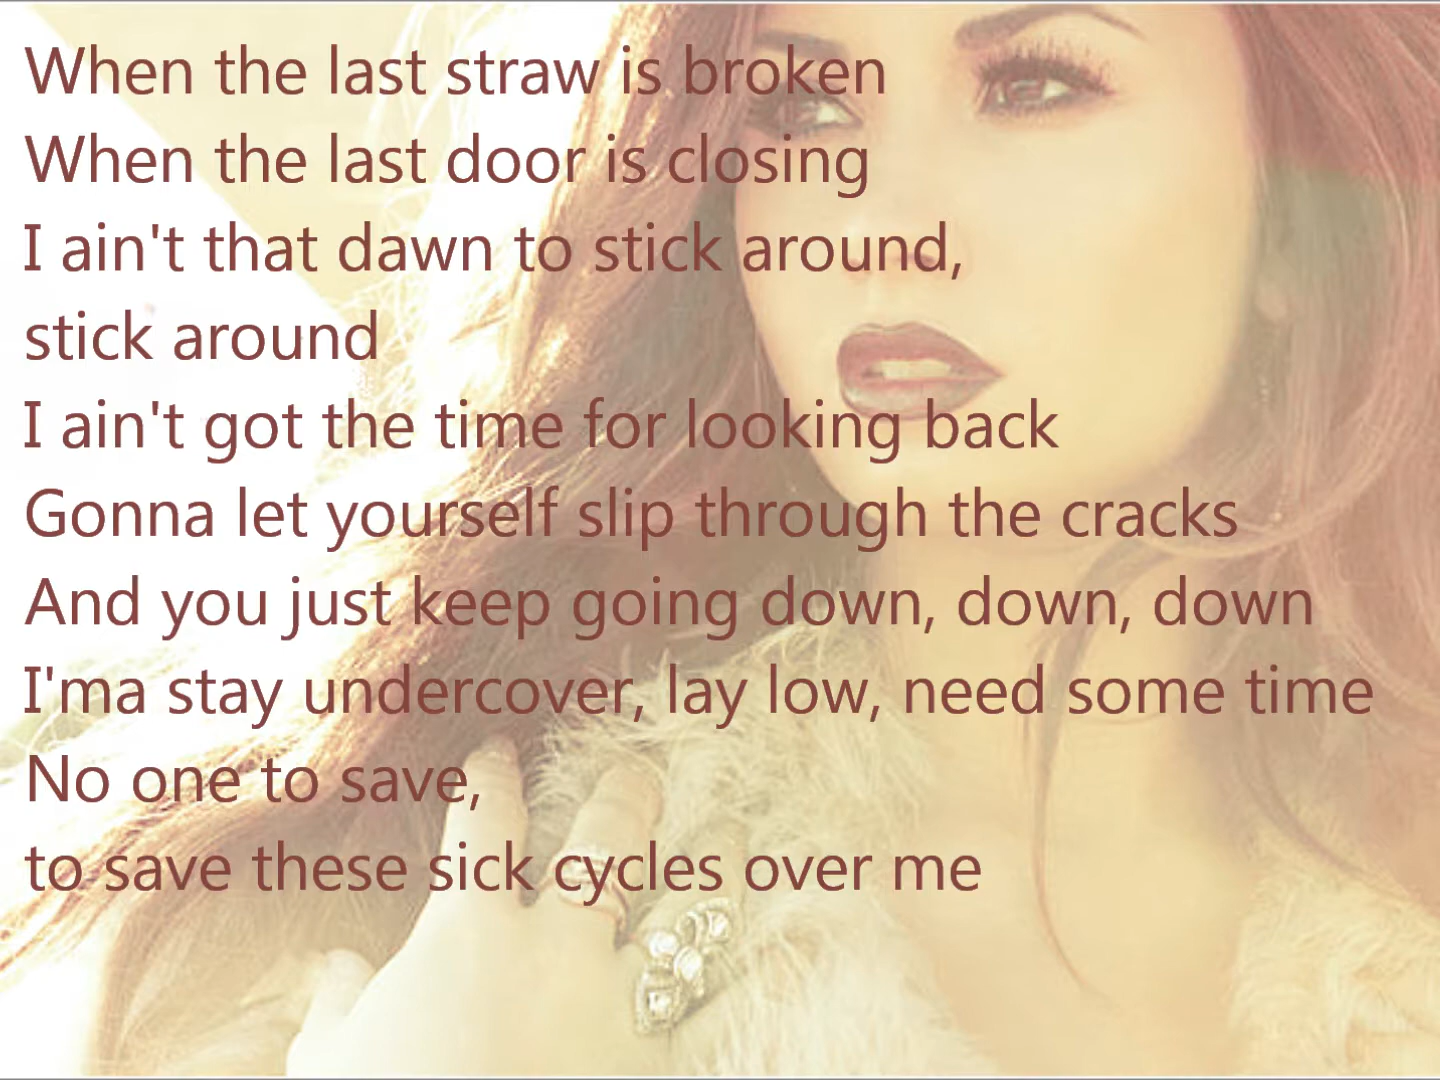 When the last straw is broken
When the last door is closing
I ain't that dawn to stick around,
stick around
I ain't got the time for looking back
Gonna let yourself slip through the cracks
And you just keep going down, down, down
I'ma stay undercover, lay low, need some time
No one to save,
to save these sick cycles over me